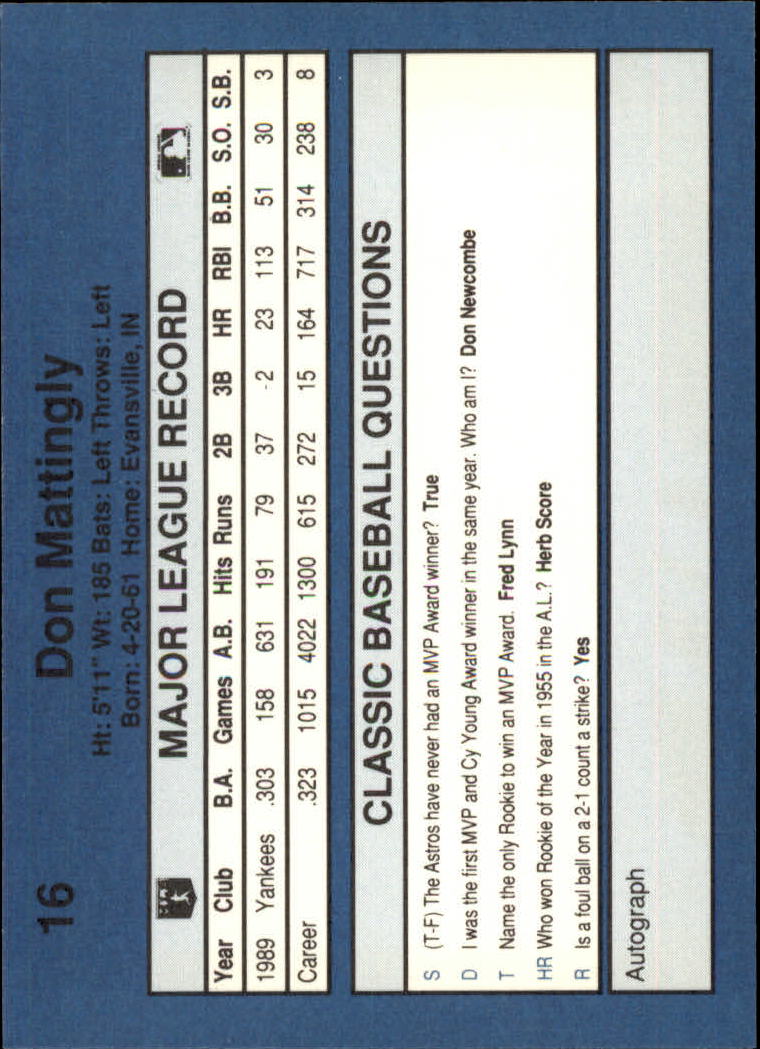 16 Don Mattingly
Ht: 5'11" Wt: 185 Bats: Left Throws: Left
Born: 4-20-61 Home: Evansville, IN
MAJOR LEAGUE RECORD
Year Club B.A. Games A.B. Hits Runs 2B 3B HR RBI B.B. S.O. S.B.
1989 Yankees .303 158 631 191 79 37 -2 23 113 51 30 3
Career .323 1015 4022 1300 615 272 15 164 717 314 238 8
CLASSIC BASEBALL QUESTIONS
S (T-F) The Astros have never had an MVP Award winner? True
D I was the first MVP and Cy Young Award winner in the same year. Who am I? Don Newcombe
T Name the only Rookie to win an MVP Award. Fred Lynn
HR Who won Rookie of the Year in 1955 in the A.L.? Herb Score
R Is a foul ball on a 2-1 count a strike? Yes
Autograph